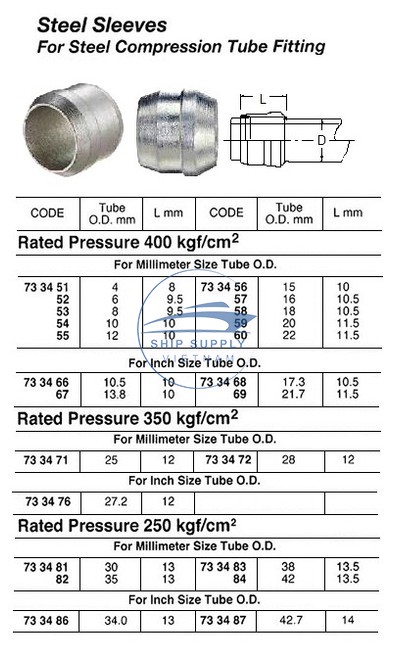 Steel Sleeves
For Steel Compression Tube Fitting
L
D
CODE Tube O.D. mm L mm CODE Tube O.D. mm L mm
Rated Pressure 400 kgf/cm²
For Millimeter Size Tube O.D.
73 34 51 4 8 73 34 56 15 10
52 6 9.5 57 16 10.5
53 8 9.5 58 18 10.5
54 10 10 59 20 11.5
55 12 10 60 22 11.5
SHIP SUPPLY
VIETNAM
For Inch Size Tube O.D.
73 34 66 10.5 10 73 34 68 17.3 10.5
67 13.8 10 69 21.7 11.5
Rated Pressure 350 kgf/cm²
For Millimeter Size Tube O.D.
73 34 71 25 12 73 34 72 28 12
For Inch Size Tube O.D.
73 34 76 27.2 12
Rated Pressure 250 kgf/cm²
For Millimeter Size Tube O.D.
73 34 81 30 13 73 34 83 38 13.5
82 35 13 84 42 13.5
For Inch Size Tube O.D.
73 34 86 34.0 13 73 34 87 42.7 14